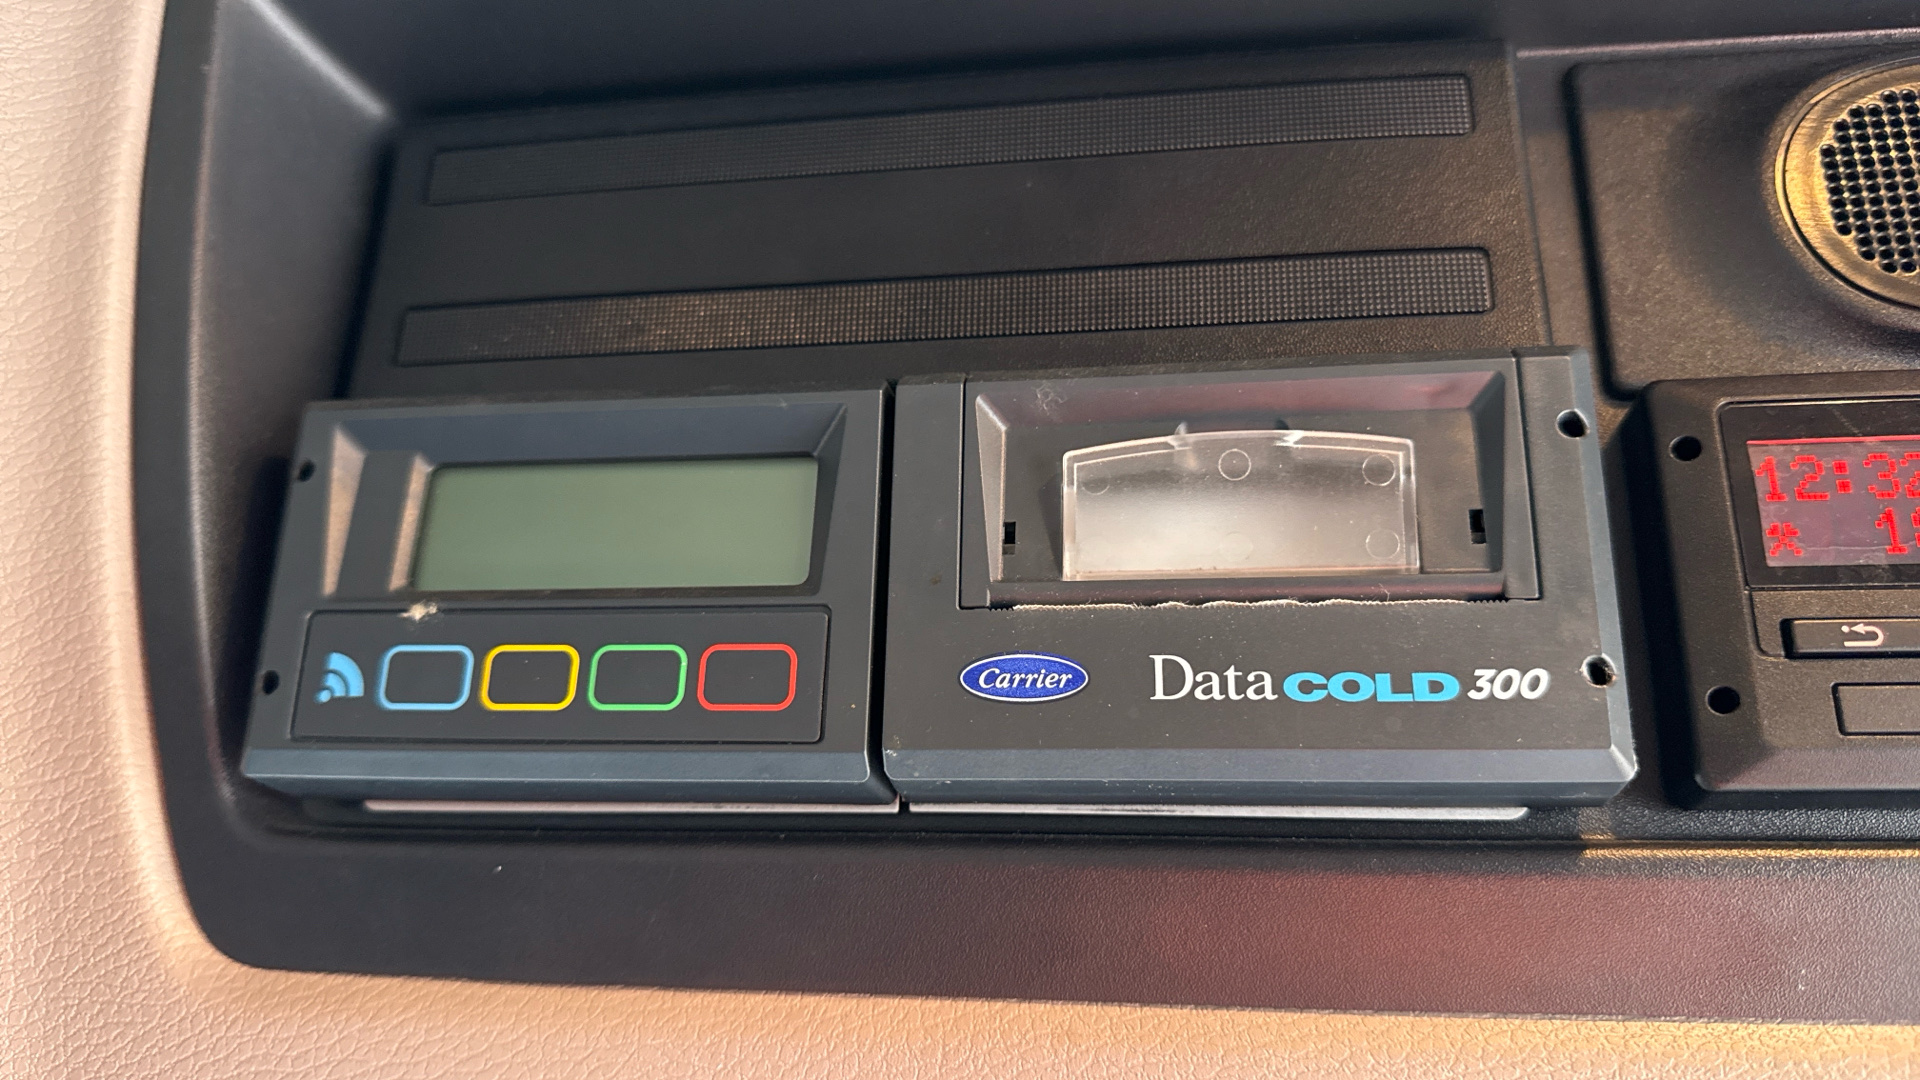 Carrier
Data COLD 300
12:32
*